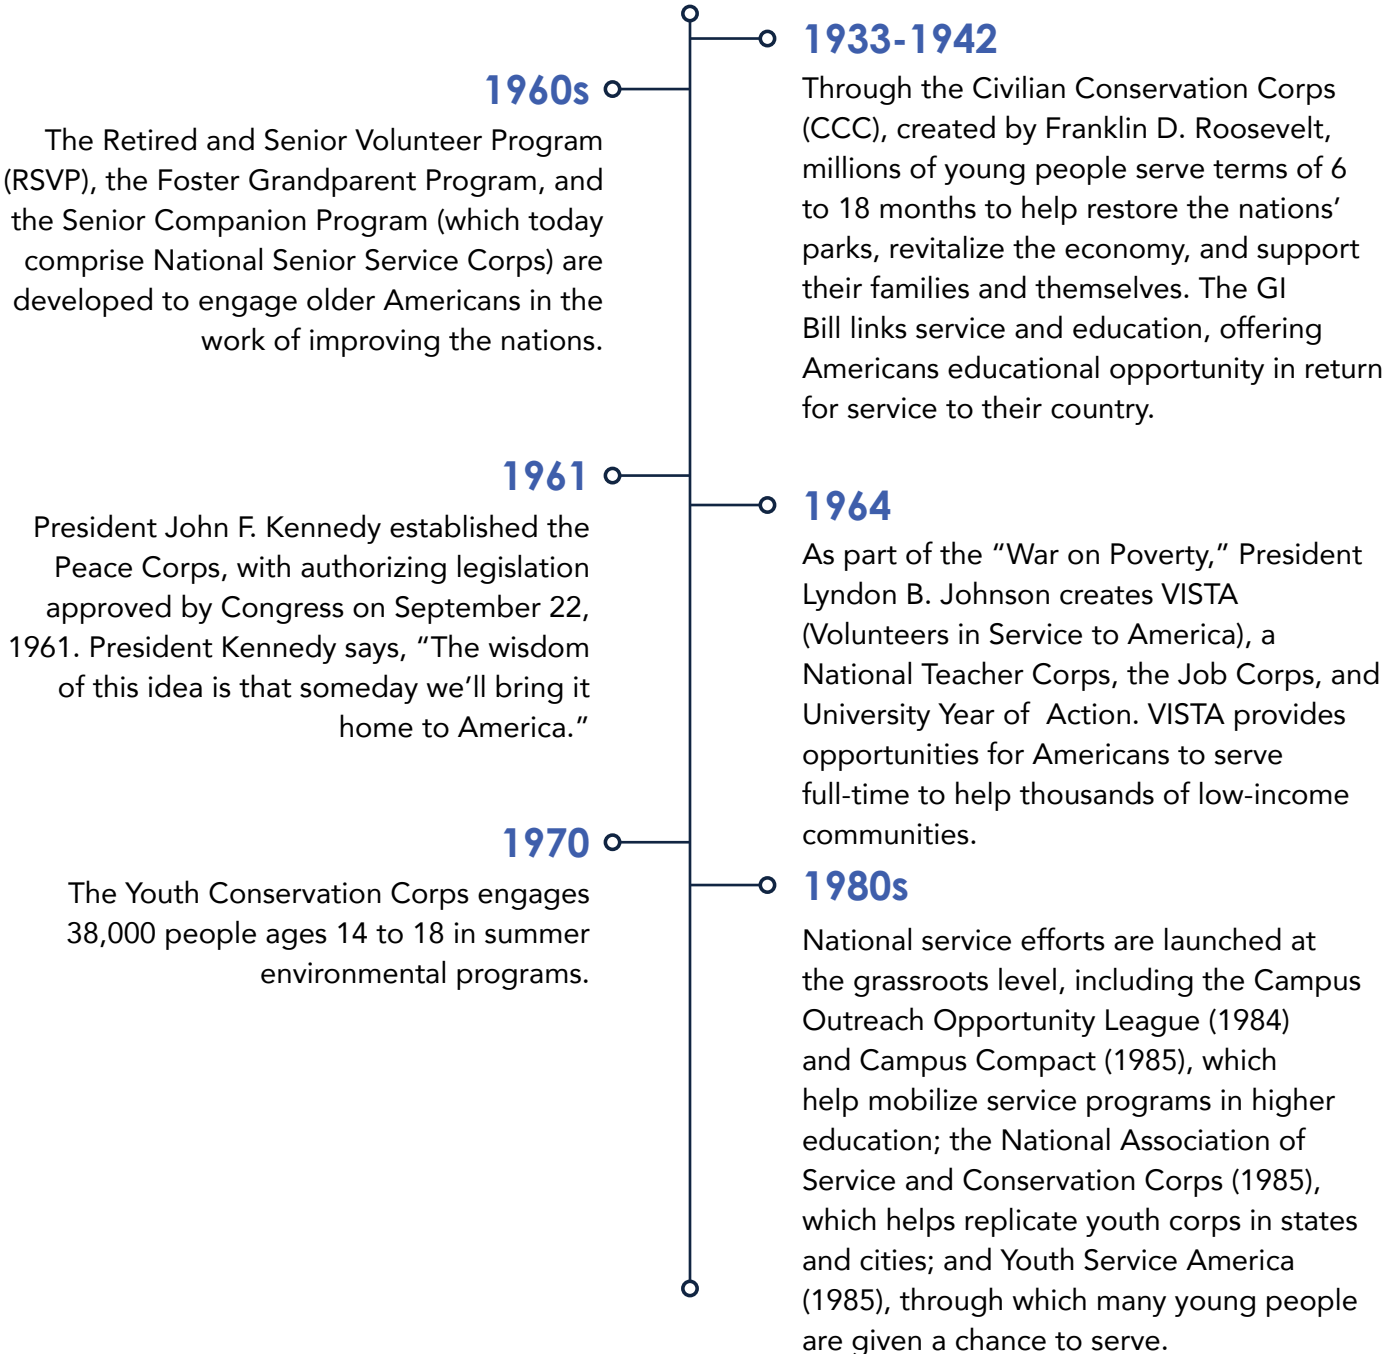 1933-1942
Through the Civilian Conservation Corps
(CCC), created by Franklin D. Roosevelt,
millions of young people serve terms of 6
to 18 months to help restore the nations’
parks, revitalize the economy, and support
their families and themselves. The GI
Bill links service and education, offering
Americans educational opportunity in return
for service to their country.
1960s
The Retired and Senior Volunteer Program
(RSVP), the Foster Grandparent Program, and
the Senior Companion Program (which today
comprise National Senior Service Corps) are
developed to engage older Americans in the
work of improving the nations.
1961
President John F. Kennedy established the
Peace Corps, with authorizing legislation
approved by Congress on September 22,
1961. President Kennedy says, “The wisdom
of this idea is that someday we’ll bring it
home to America.”
1964
As part of the “War on Poverty,” President
Lyndon B. Johnson creates VISTA
(Volunteers in Service to America), a
National Teacher Corps, the Job Corps, and
University Year of  Action. VISTA provides
opportunities for Americans to serve
full-time to help thousands of low-income
communities.
1970
The Youth Conservation Corps engages
38,000 people ages 14 to 18 in summer
environmental programs.
1980s
National service efforts are launched at
the grassroots level, including the Campus
Outreach Opportunity League (1984)
and Campus Compact (1985), which
help mobilize service programs in higher
education; the National Association of
Service and Conservation Corps (1985),
which helps replicate youth corps in states
and cities; and Youth Service America
(1985), through which many young people
are given a chance to serve.